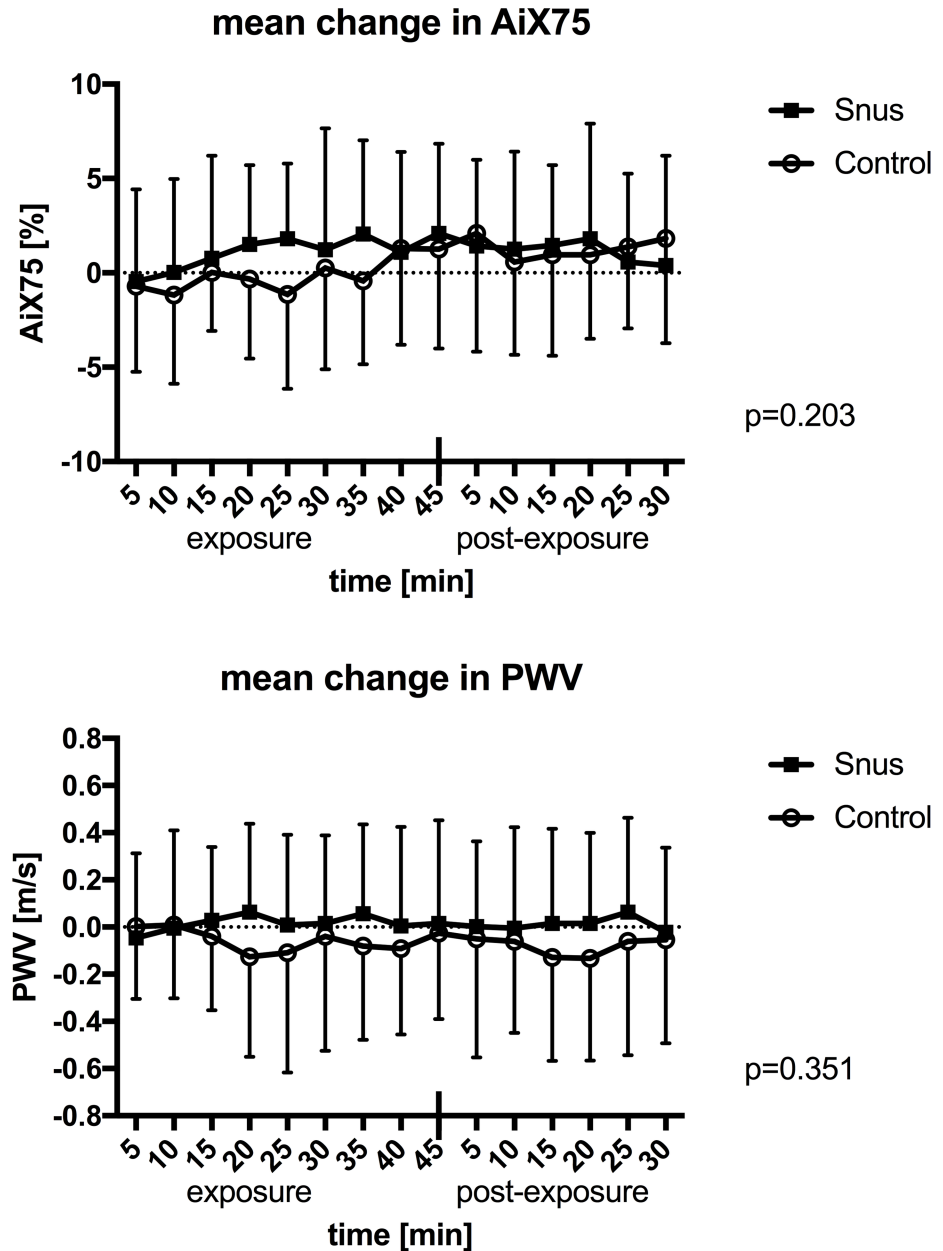 mean change in AiX75
10
5
0
-5
-10
AiX75 [%]
Snus
Control
p=0.203
5 10 15 20 25 30 35 40 45 5 10 15 20 25 30
exposure post-exposure
time [min]
mean change in PWV
0.8
0.6
0.4
0.2
0.0
-0.2
-0.4
-0.6
-0.8
PWV [m/s]
Snus
Control
p=0.351
5 10 15 20 25 30 35 40 45 5 10 15 20 25 30
exposure post-exposure
time [min]